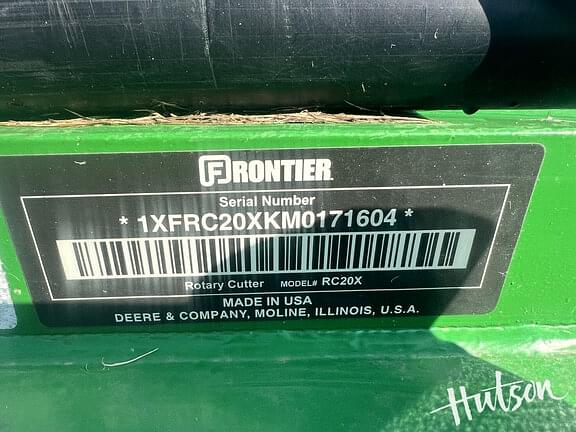 FRONTIER
Serial Number
* 1XFRC20XKM0171604 *
Rotary Cutter MODEL# RC20X
MADE IN USA
DEERE & COMPANY, MOLINE, ILLINOIS, U.S.A.
Hutson